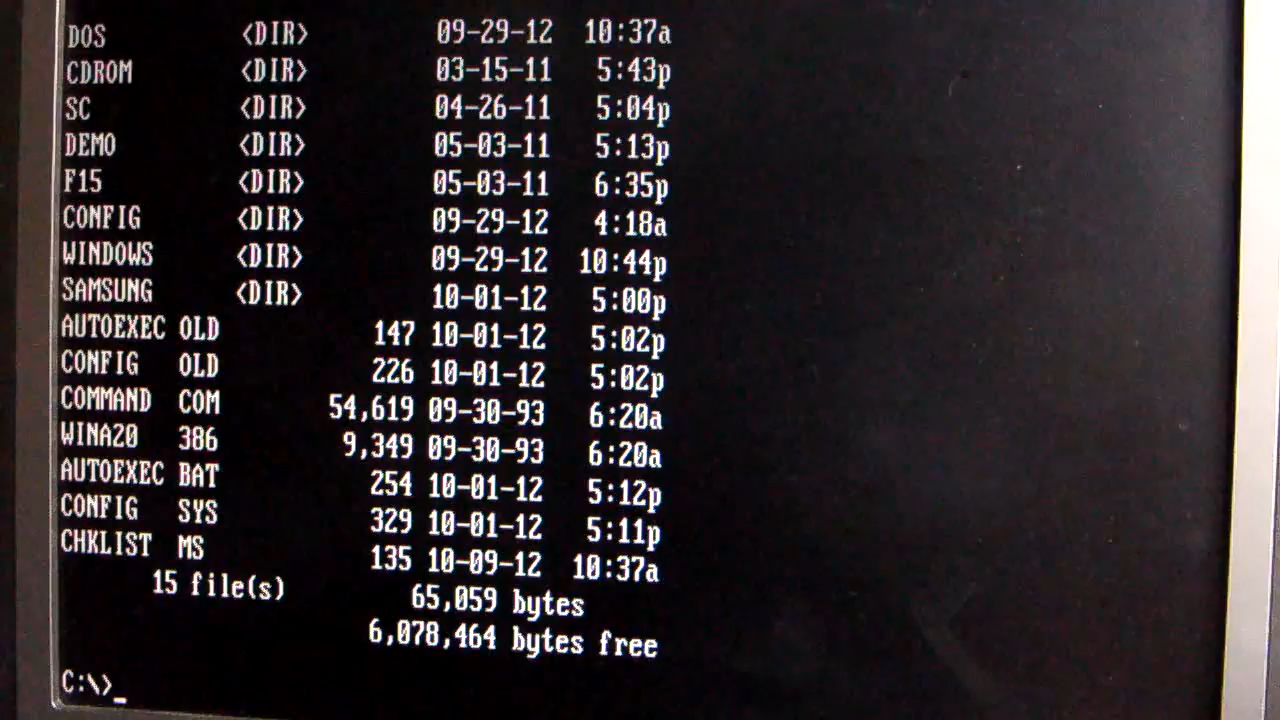 DOS <DIR> 09-29-12 10:37a
CDROM <DIR> 03-15-11 5:43p
SC <DIR> 04-26-11 5:04p
DEMO <DIR> 05-03-11 5:13p
F15 <DIR> 05-03-11 6:35p
CONFIG <DIR> 09-29-12 4:18a
WINDOWS <DIR> 09-29-12 10:44p
SAMSUNG <DIR> 10-01-12 5:00p
AUTOEXEC OLD 147 10-01-12 5:02p
CONFIG OLD 226 10-01-12 5:02p
COMMAND COM 54,619 09-30-93 6:20a
WINA20 386 9,349 09-30-93 6:20a
AUTOEXEC BAT 254 10-01-12 5:12p
CONFIG SYS 329 10-01-12 5:11p
CHKLIST MS 135 10-09-12 10:37a
15 file(s) 65,059 bytes
6,078,464 bytes free
C:\>_